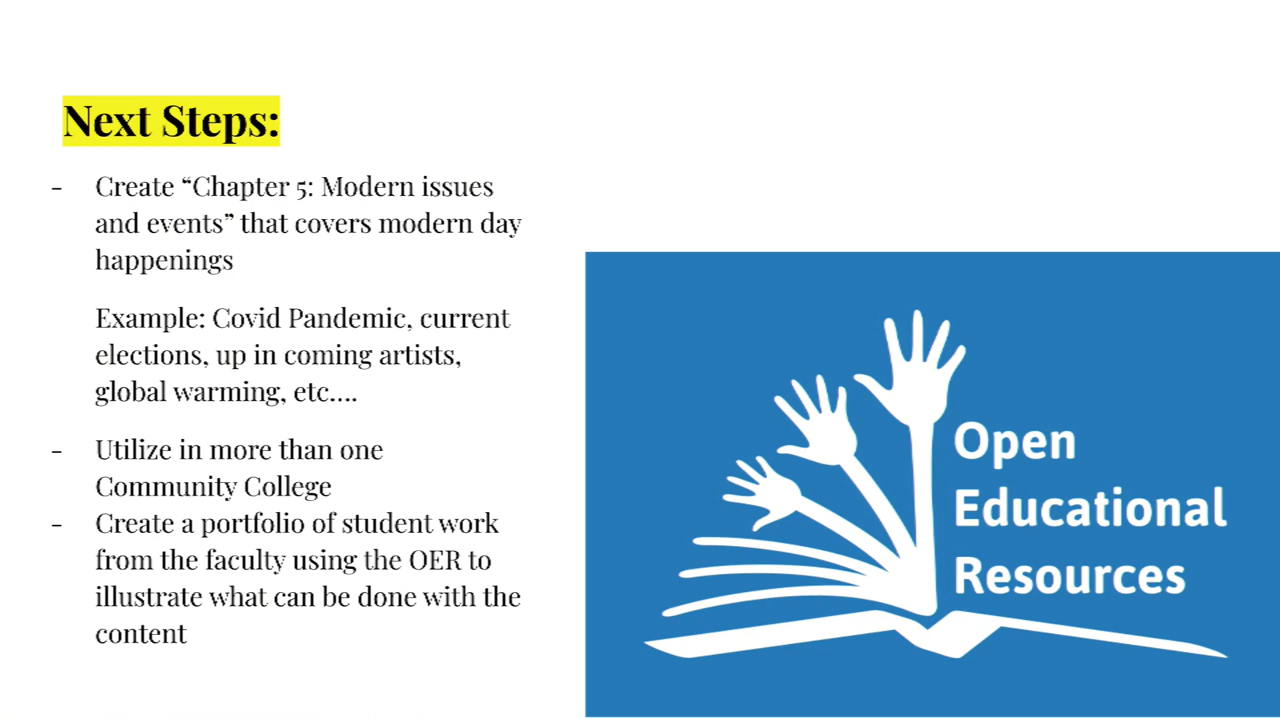 Next Steps:
- Create “Chapter 5: Modern issues
and events” that covers modern day
happenings
Example: Covid Pandemic, current
elections, up in coming artists,
global warming, etc....
- Utilize in more than one
Community College
- Create a portfolio of student work
from the faculty using the OER to
illustrate what can be done with the
content
Open
Educational
Resources